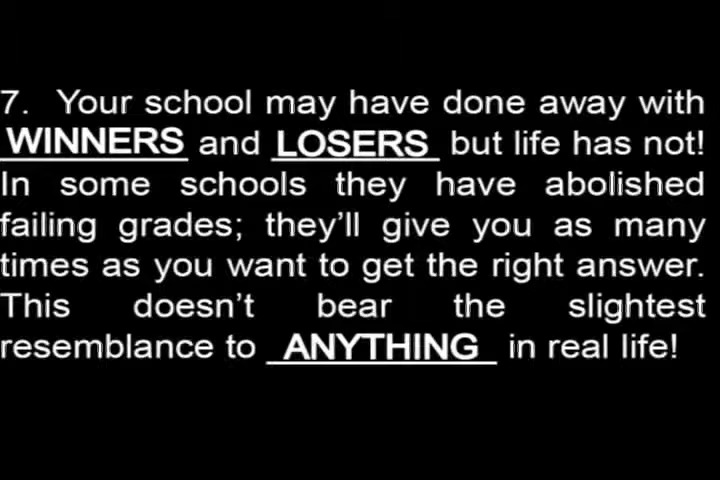 7. Your school may have done away with
WINNERS and LOSERS but life has not!
In some schools they have abolished
failing grades; they’ll give you as many
times as you want to get the right answer.
This doesn’t bear the slightest
resemblance to ANYTHING in real life!